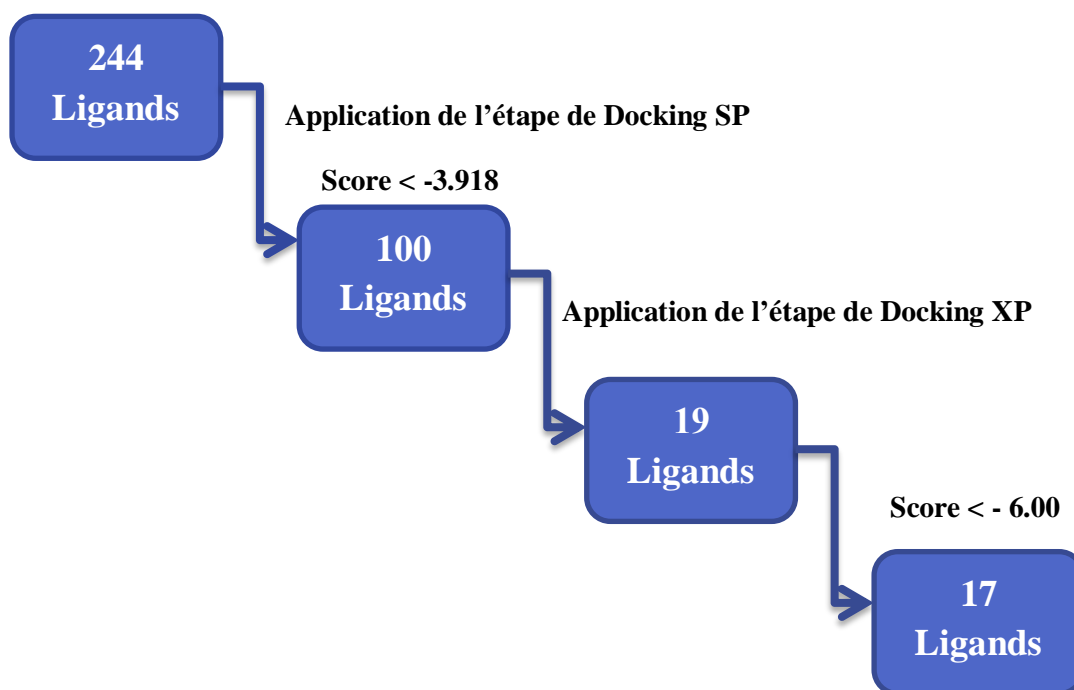 244
Ligands
Application de l’étape de Docking SP
Score < -3.918
100
Ligands
Application de l’étape de Docking XP
19
Ligands
Score < - 6.00
17
Ligands